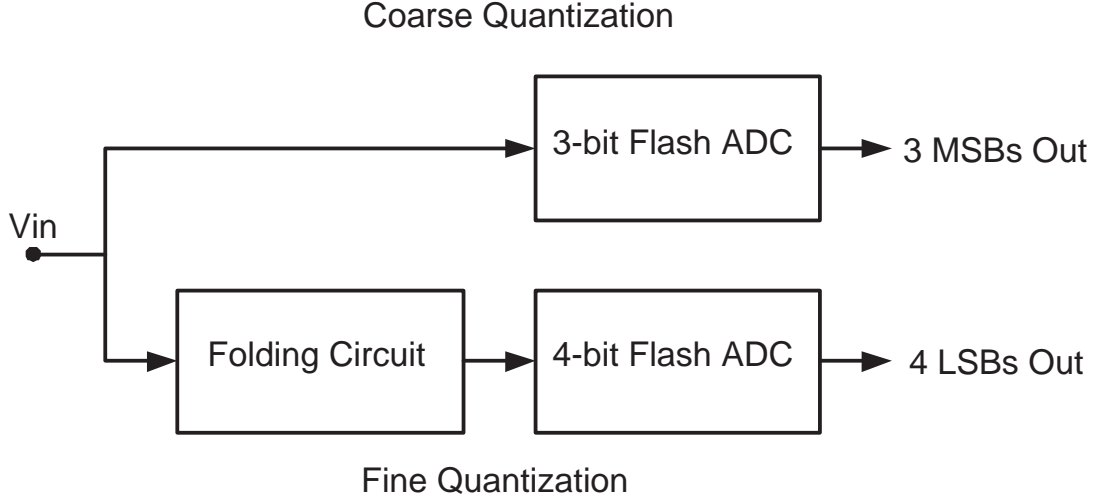 Coarse Quantization
3-bit Flash ADC
3 MSBs Out
Vin
Folding Circuit
4-bit Flash ADC
4 LSBs Out
Fine Quantization